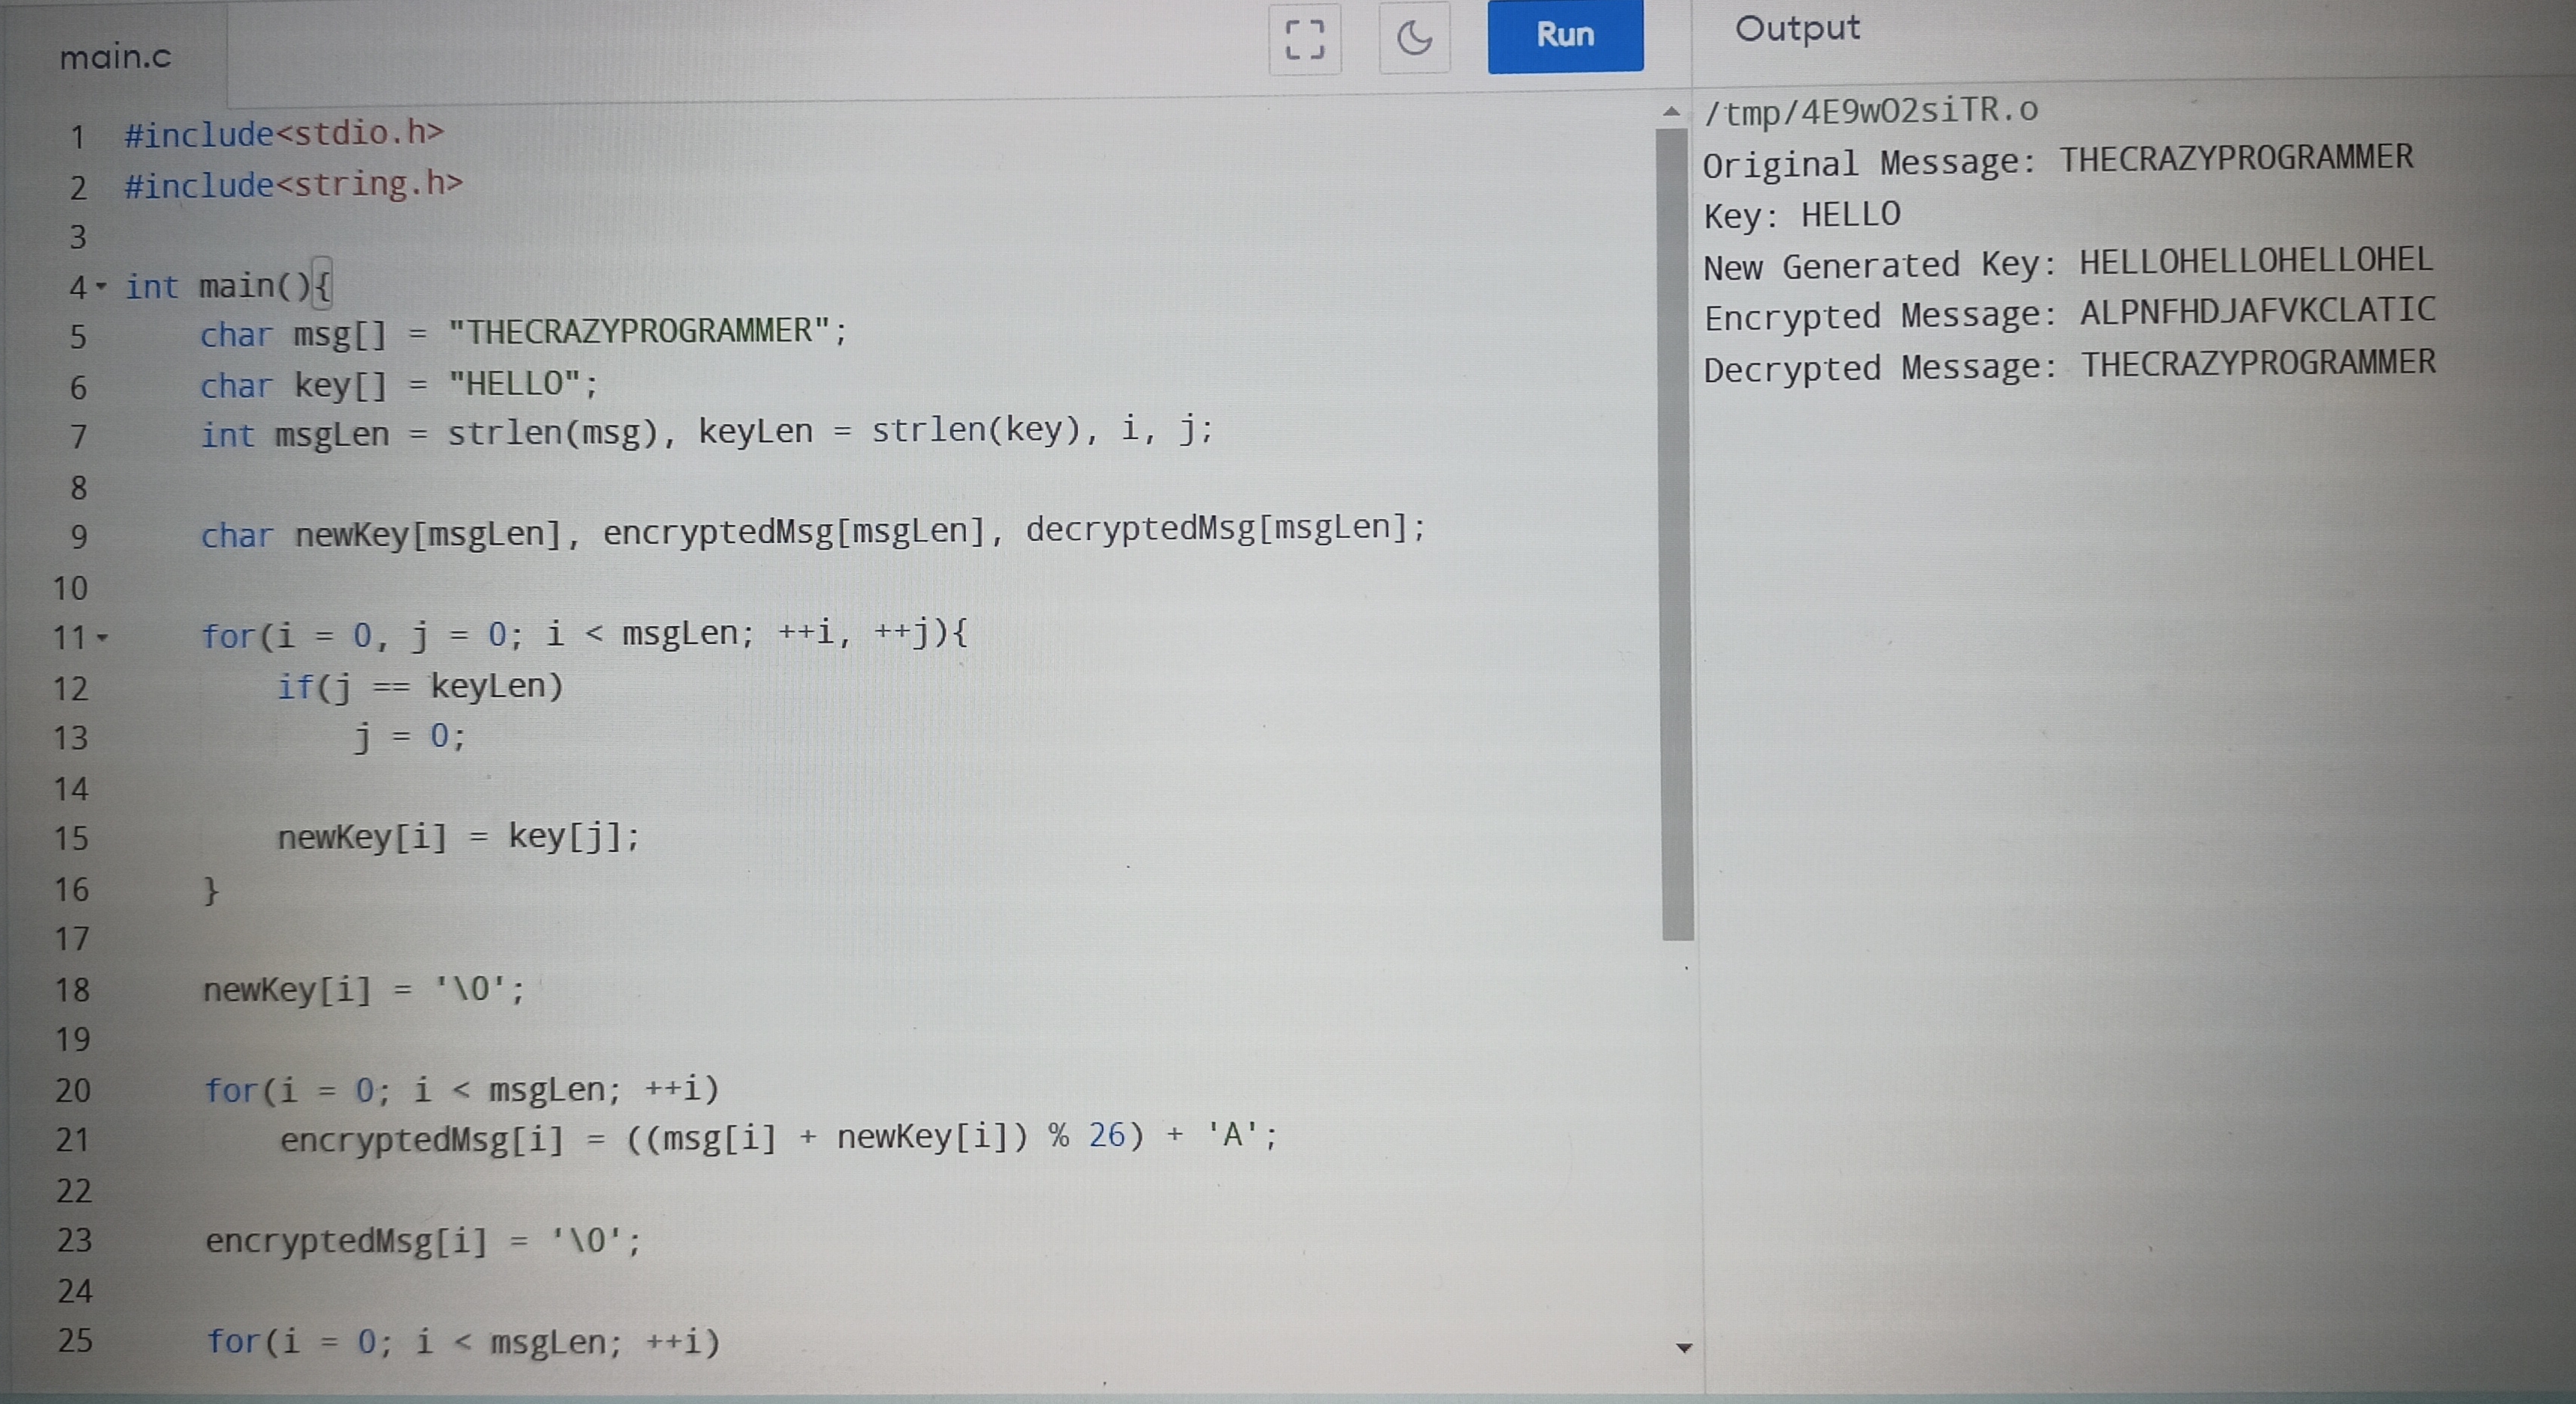 main.c
Run
Output
1 #include<stdio.h>
2 #include<string.h>
3
4 int main(){
5     char msg[] = "THECRAZYPROGRAMMER";
6     char key[] = "HELLO";
7     int msgLen = strlen(msg), keyLen = strlen(key), i, j;
8
9     char newKey[msgLen], encryptedMsg[msgLen], decryptedMsg[msgLen];
10
11     for(i = 0, j = 0; i < msgLen; ++i, ++j){
12         if(j == keyLen)
13             j = 0;
14
15         newKey[i] = key[j];
16     }
17
18     newKey[i] = '\0';
19
20     for(i = 0; i < msgLen; ++i)
21         encryptedMsg[i] = ((msg[i] + newKey[i]) % 26) + 'A';
22
23     encryptedMsg[i] = '\0';
24
25     for(i = 0; i < msgLen; ++i)
/tmp/4E9wO2siTR.o
Original Message: THECRAZYPROGRAMMER
Key: HELLO
New Generated Key: HELLOHELLOHELLOHEL
Encrypted Message: ALPNFHDJAFVKCLATIC
Decrypted Message: THECRAZYPROGRAMMER